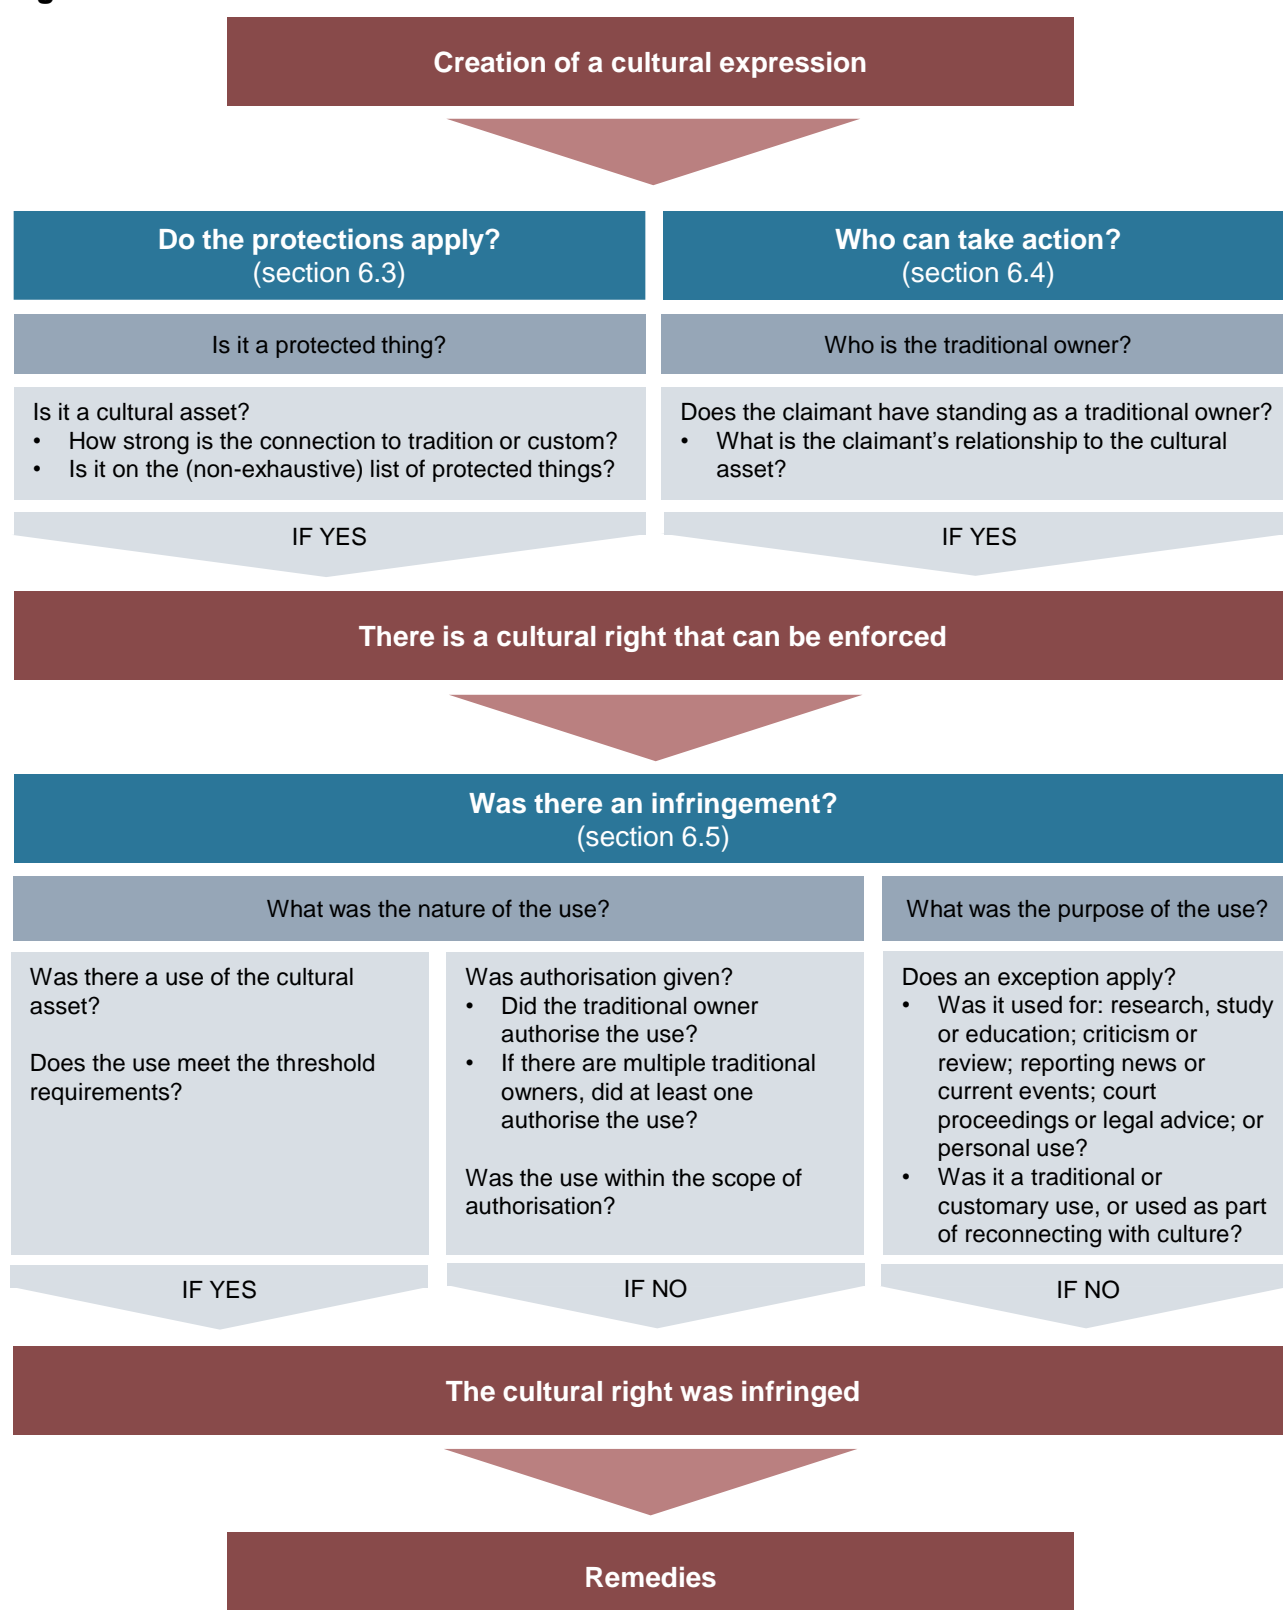 Creation of a cultural expression
Do the protections apply?
(section 6.3)
Is it a protected thing?
Is it a cultural asset?
• How strong is the connection to tradition or custom?
• Is it on the (non-exhaustive) list of protected things?
IF YES
Who can take action?
(section 6.4)
Who is the traditional owner?
Does the claimant have standing as a traditional owner?
• What is the claimant’s relationship to the cultural
asset?
IF YES
There is a cultural right that can be enforced
Was there an infringement?
(section 6.5)
What was the nature of the use?
Was there a use of the cultural
asset?
Does the use meet the threshold
requirements?
IF YES
Was authorisation given?
• Did the traditional owner
authorise the use?
• If there are multiple traditional
owners, did at least one
authorise the use?
Was the use within the scope of
authorisation?
IF NO
What was the purpose of the use?
Does an exception apply?
• Was it used for: research, study
or education; criticism or
review; reporting news or
current events; court
proceedings or legal advice; or
personal use?
• Was it a traditional or
customary use, or used as part
of reconnecting with culture?
IF NO
The cultural right was infringed
Remedies